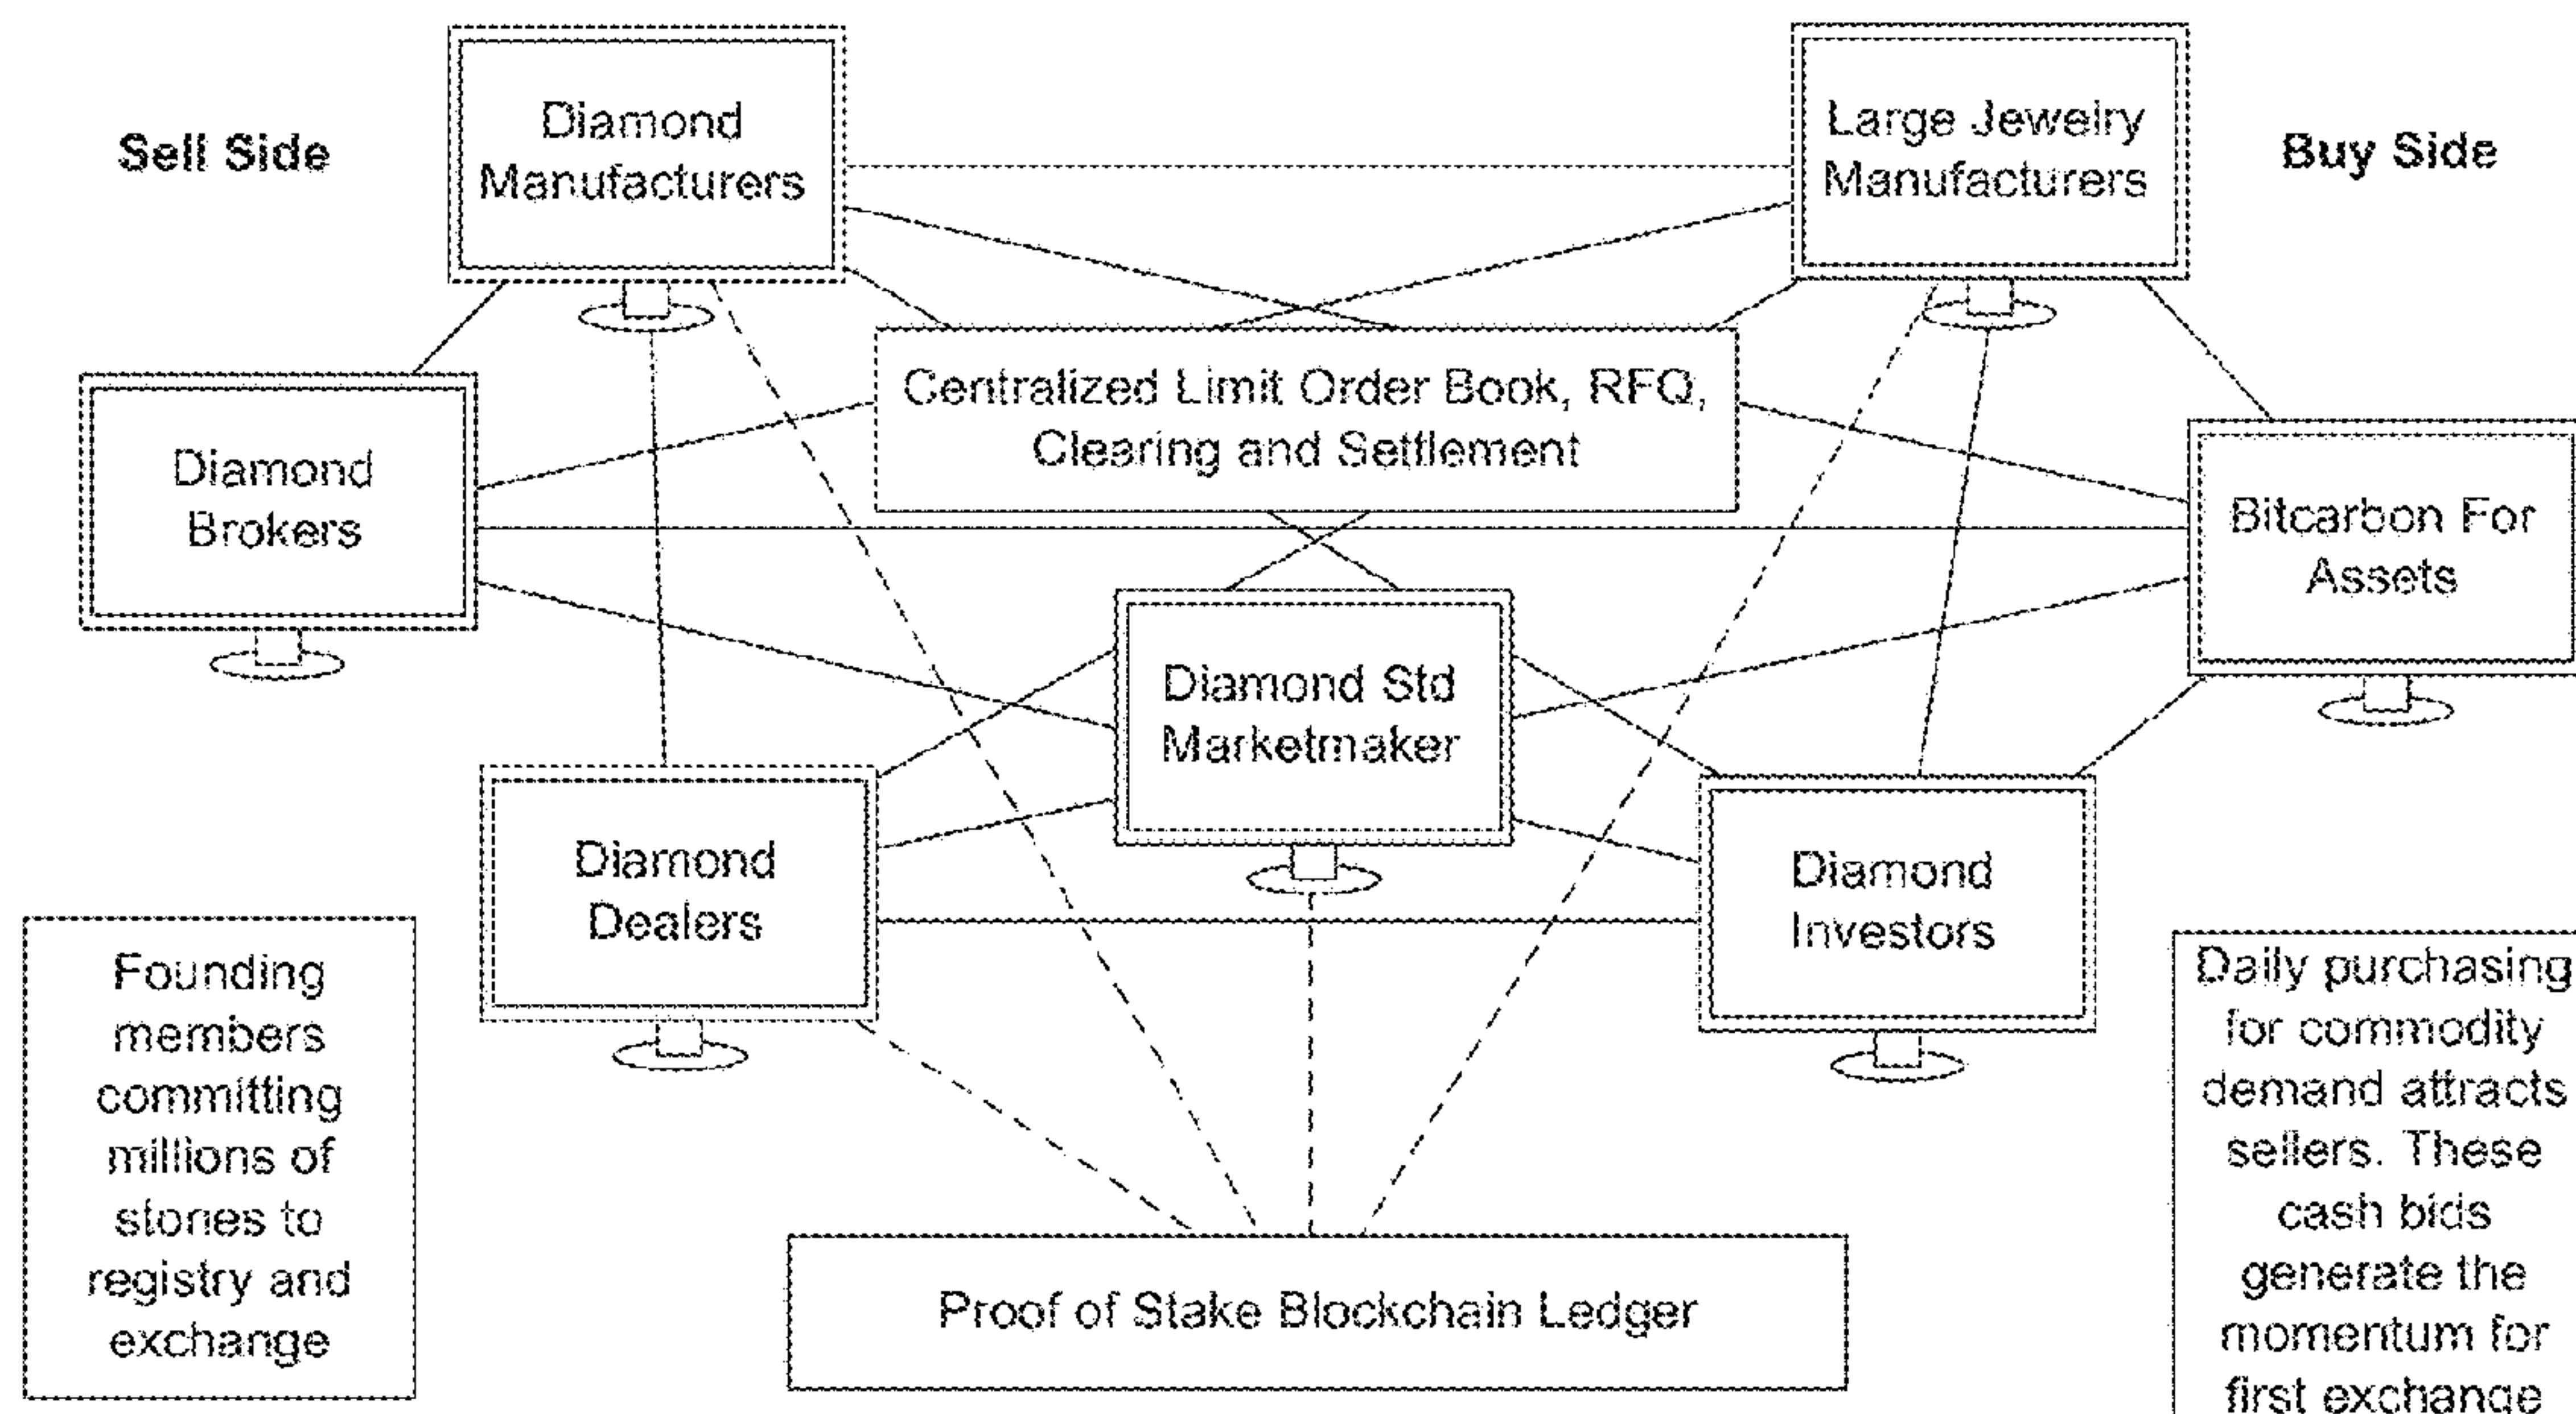 Sell Side
Diamond
Manufacturers
Large Jewelry
Manufacturers
Buy Side
Centralized Limit Order Book, RFQ,
Clearing and Settlement
Diamond
Brokers
Bitcarbon For
Assets
Diamond Std
Marketmaker
Diamond
Dealers
Diamond
Investors
Founding
members
committing
millions of
stones to
registry and
exchange
Daily purchasing
for commodity
demand attracts
sellers. These
cash bids
generate the
momentum for
first exchange
Proof of Stake Blockchain Ledger